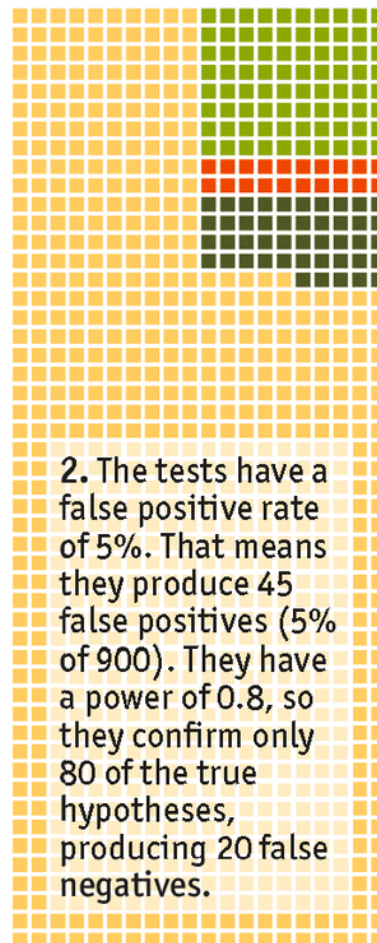 2. The tests have a
false positive rate
of 5%. That means
they produce 45
false positives (5%
of 900). They have
a power of 0.8, so
they confirm only
80 of the true
hypotheses,
producing 20 false
negatives.